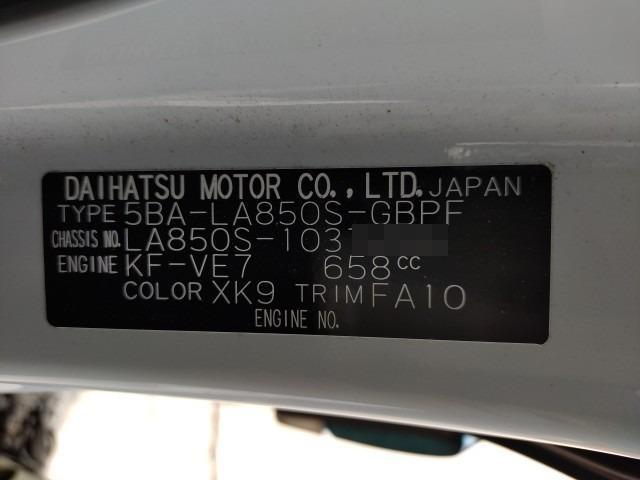 DAIHATSU MOTOR CO., LTD. JAPAN
TYPE 5BA-LA850S-GBPF
CHASSIS NO. LA850S-103
ENGINE KF-VE7 658cc
COLOR XK9 TRIM FA10
ENGINE NO.